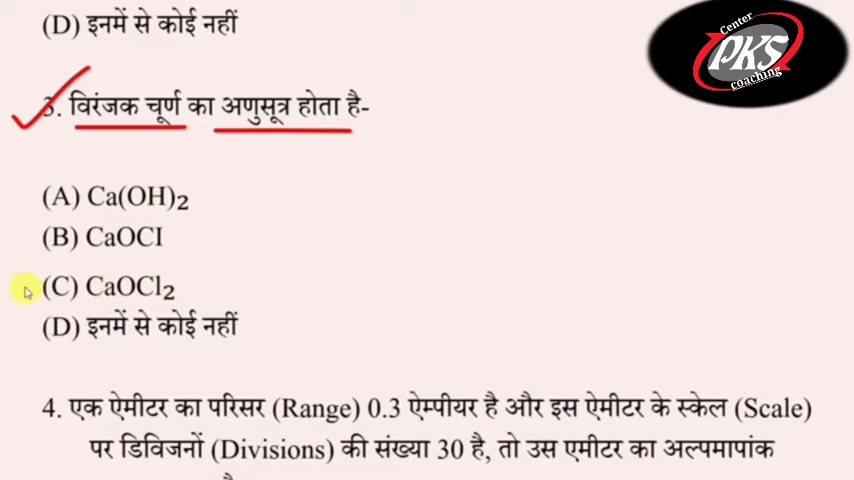 (D) इनमें से कोई नहीं
Center
PKS
coaching
3. विरंजक चूर्ण का अणुसूत्र होता है-
(A) Ca(OH)₂
(B) CaOCI
(C) CaOCl₂
(D) इनमें से कोई नहीं
4. एक ऐमीटर का परिसर (Range) 0.3 ऐम्पीयर है और इस ऐमीटर के स्केल (Scale)
पर डिविजनों (Divisions) की संख्या 30 है, तो उस एमीटर का अल्पमापांक